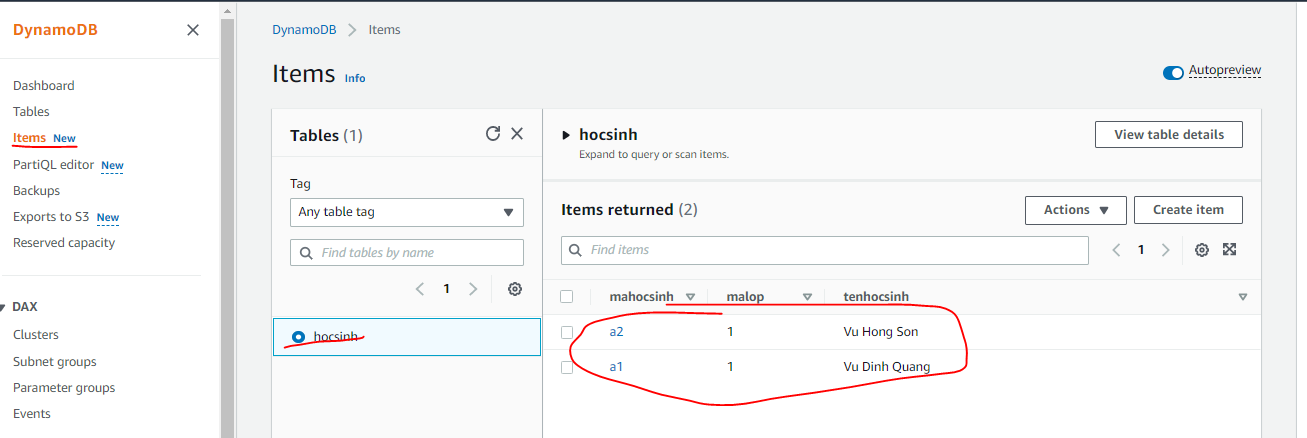 DynamoDB
Dashboard
Tables
Items New
PartiQL editor New
Backups
Exports to S3 New
Reserved capacity
DAX
Clusters
Subnet groups
Parameter groups
Events
DynamoDB Items
Items Info
Autopreview
Tables (1)
Tag
Any table tag
Find tables by name
1
hocsinh
hocsinh
Expand to query or scan items.
View table details
Items returned (2)
Actions
Create item
Find items
1
mahocsinh malop tenhocsinh
a2 1 Vu Hong Son
a1 1 Vu Dinh Quang